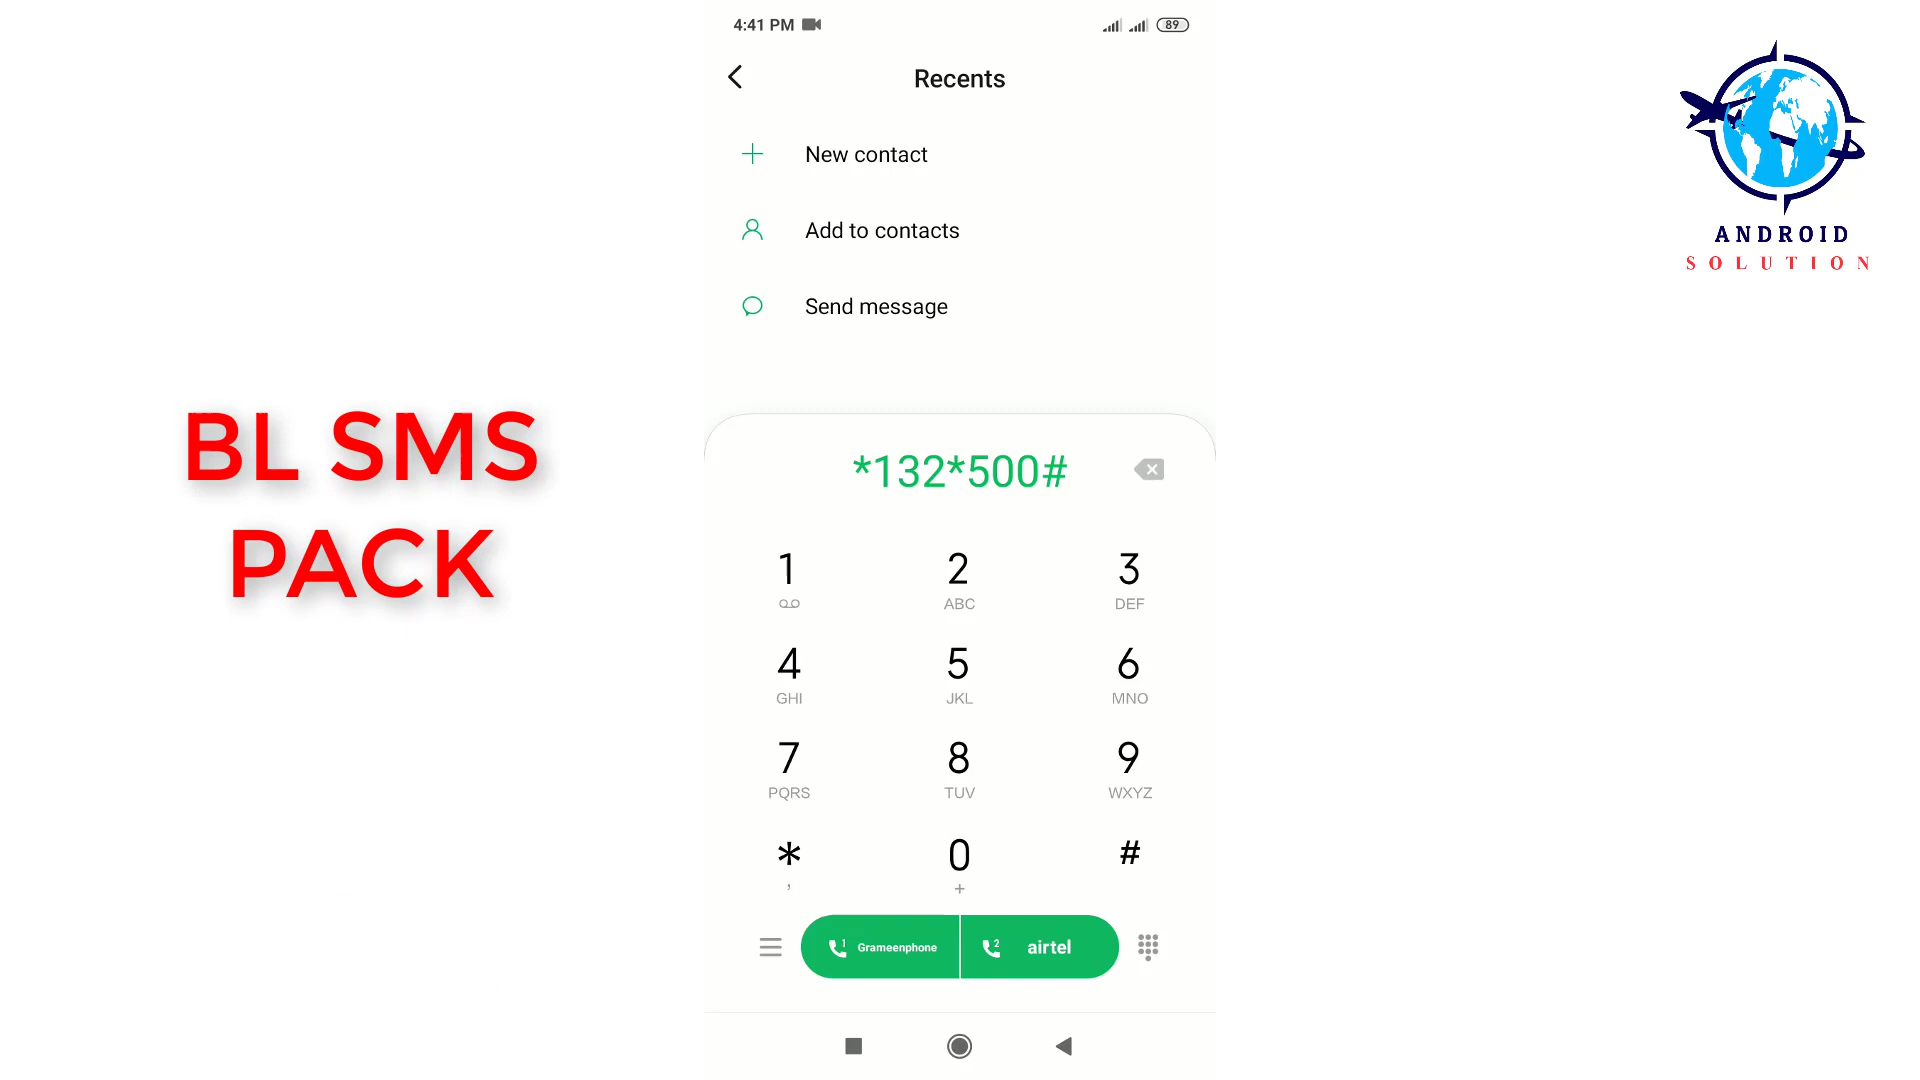 4:41 PM
89
Recents
New contact
Add to contacts
Send message
BL SMS
PACK
*132*500#
1 2 3
ABC DEF
4 5 6
GHI JKL MNO
7 8 9
PQRS TUV WXYZ
* 0 #
, +
1 Grameenphone 2 airtel
ANDROID
SOLUTION